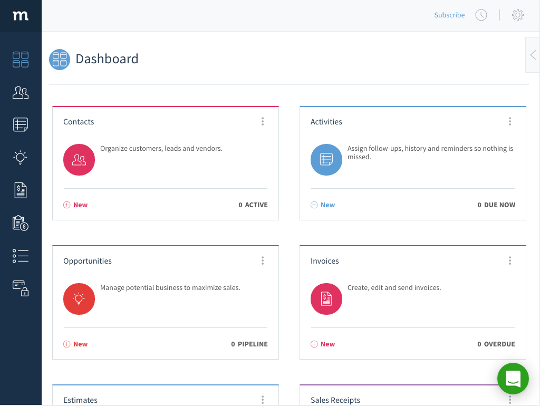 m
Subscribe
Dashboard
Contacts
Organize customers, leads and vendors.
New
0 ACTIVE
Activities
Assign follow-ups, history and reminders so nothing is
missed.
New
0 DUE NOW
Opportunities
Manage potential business to maximize sales.
New
0 PIPELINE
Invoices
Create, edit and send invoices.
New
0 OVERDUE
Estimates
Sales Receipts